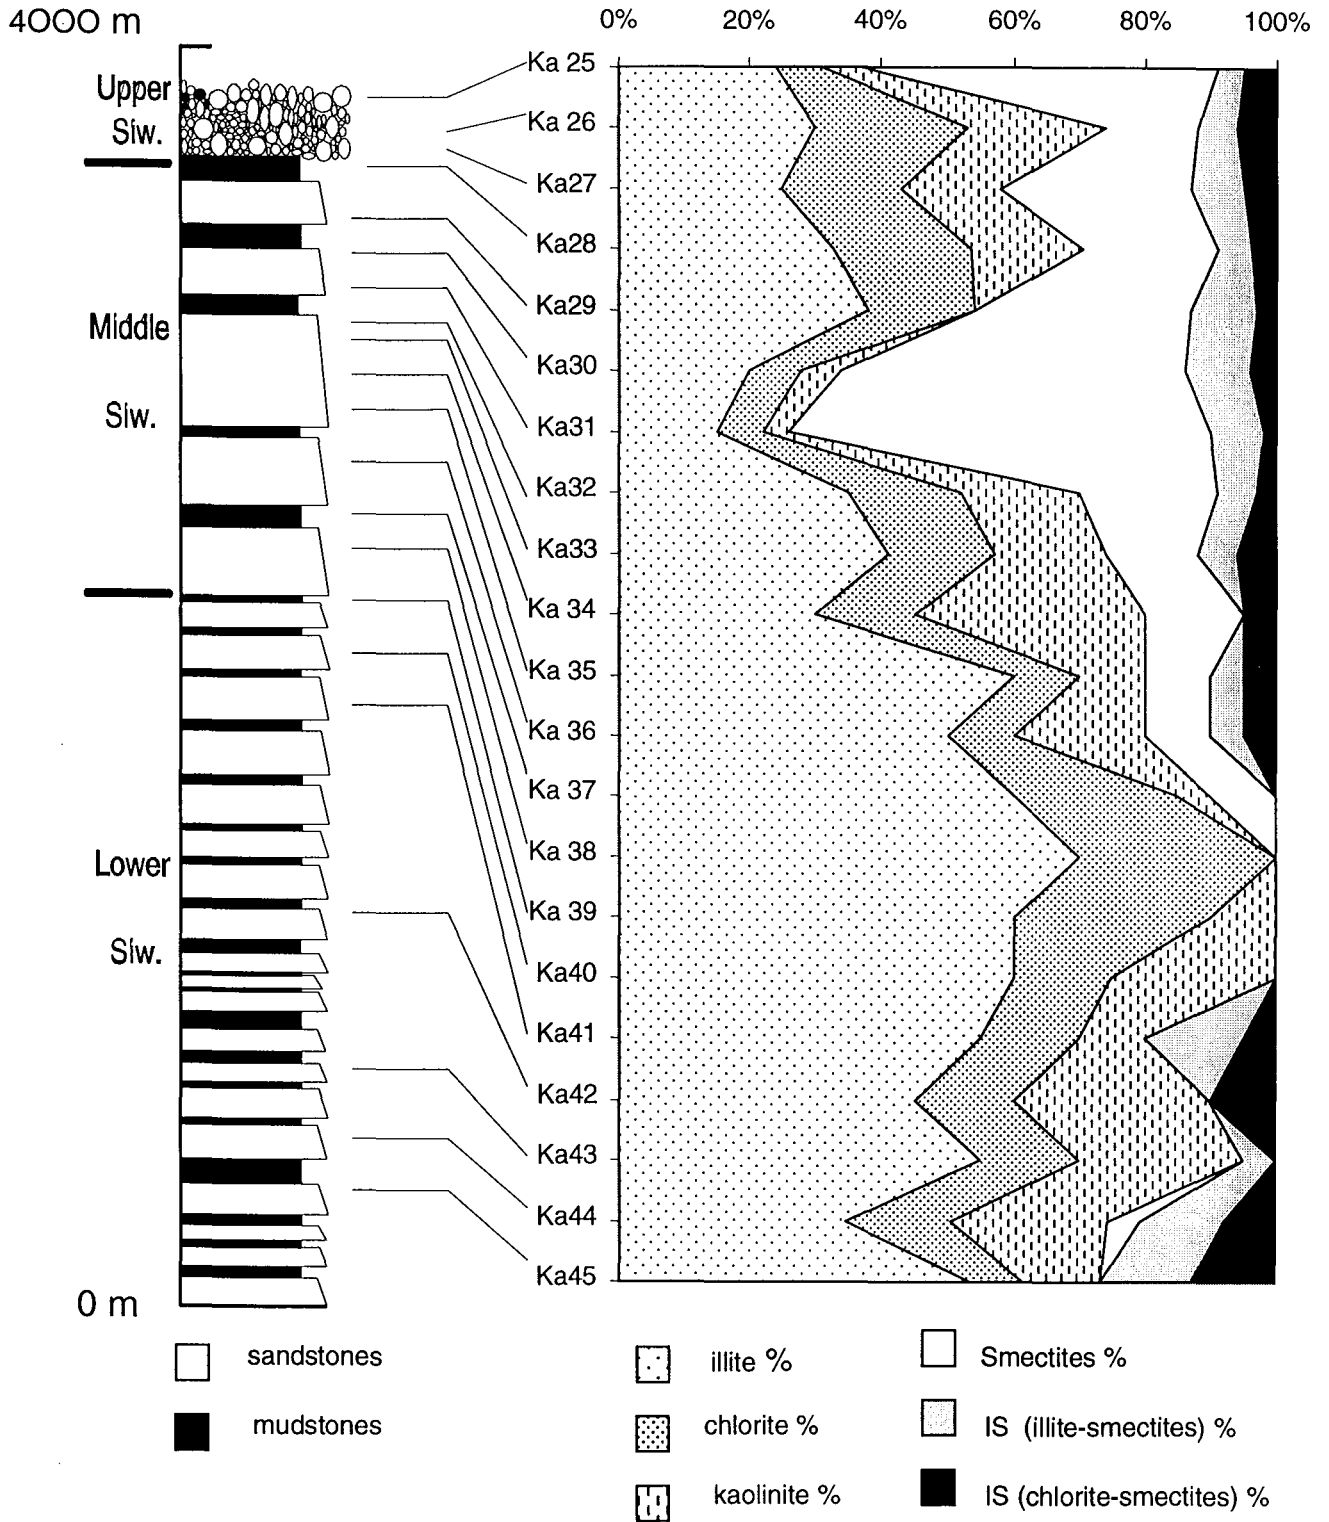 4000 m
0% 20% 40% 60% 80% 100%
Upper
Siw.
Middle
Siw.
Lower
Siw.
0 m
Ka 25
Ka 26
Ka27
Ka28
Ka29
Ka30
Ka31
Ka32
Ka33
Ka 34
Ka 35
Ka 36
Ka 37
Ka 38
Ka 39
Ka40
Ka41
Ka42
Ka43
Ka44
Ka45
sandstones
mudstones
illite %
chlorite %
kaolinite %
Smectites %
IS (illite-smectites) %
IS (chlorite-smectites) %